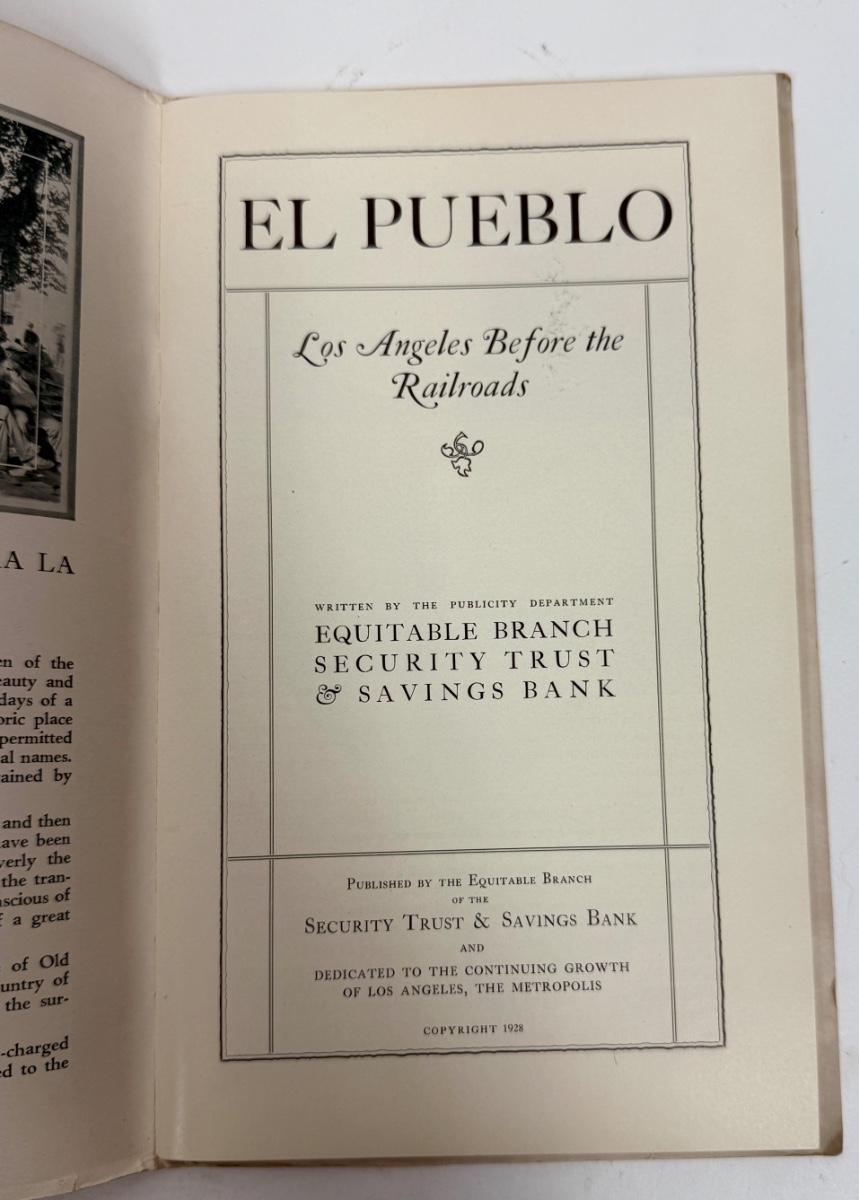 A LA
en of the
eauty and
days of a
oric place
permitted
al names.
ained by
and then
ave been
verly the
the tran-
scious of
f a great
of Old
untry of
the sur-
-charged
ed to the
EL PUEBLO
Los Angeles Before the
Railroads
WRITTEN BY THE PUBLICITY DEPARTMENT
EQUITABLE BRANCH
SECURITY TRUST
& SAVINGS BANK
PUBLISHED BY THE EQUITABLE BRANCH
OF THE
SECURITY TRUST & SAVINGS BANK
AND
DEDICATED TO THE CONTINUING GROWTH
OF LOS ANGELES, THE METROPOLIS
COPYRIGHT 1928